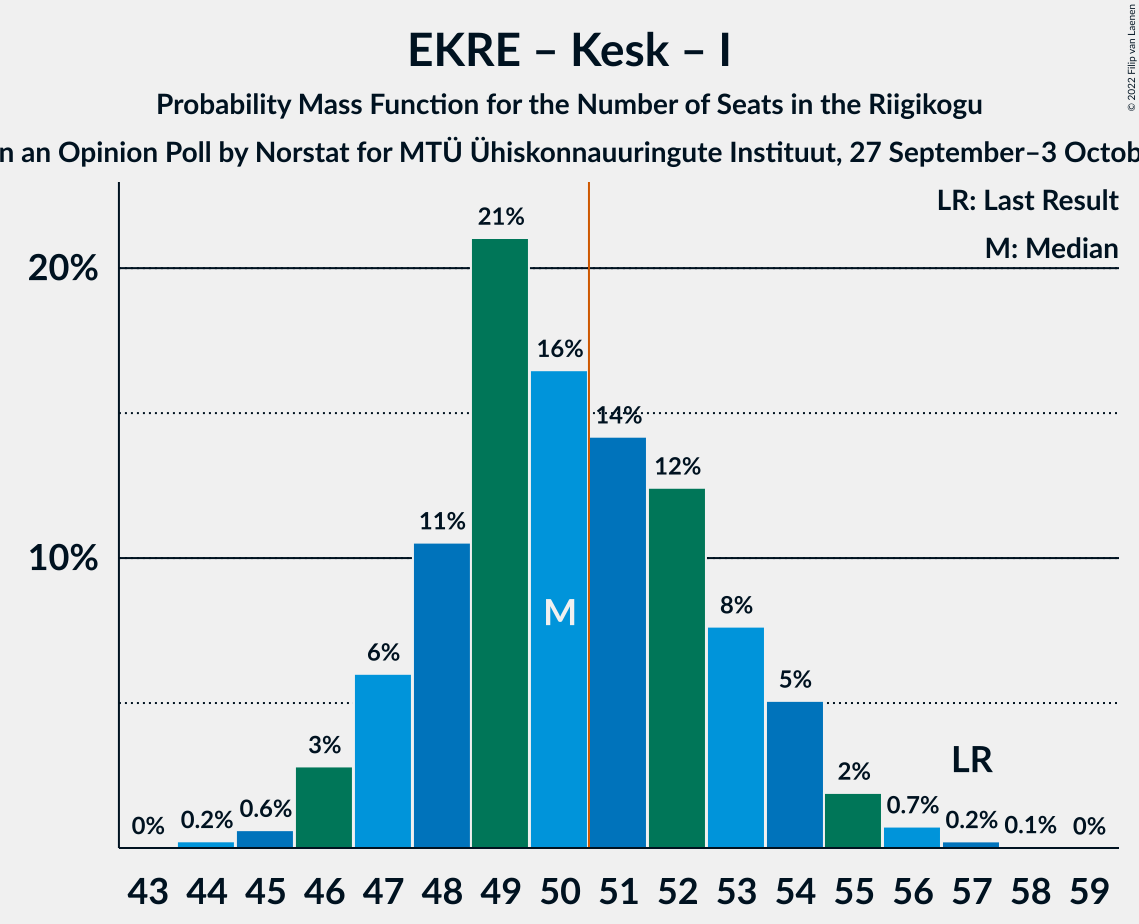 EKRE – Kesk – I
Probability Mass Function for the Number of Seats in the Riigikogu
n an Opinion Poll by Norstat for MTÜ Ühiskonnauuringute Instituut, 27 September–3 Octob
© 2022 Filip van Laenen
LR: Last Result
M: Median
20%
10%
0%
0.2%
0.6%
3%
6%
11%
21%
16%
14%
12%
8%
5%
2%
0.7%
0.2%
0.1%
0%
M
LR
43 44 45 46 47 48 49 50 51 52 53 54 55 56 57 58 59